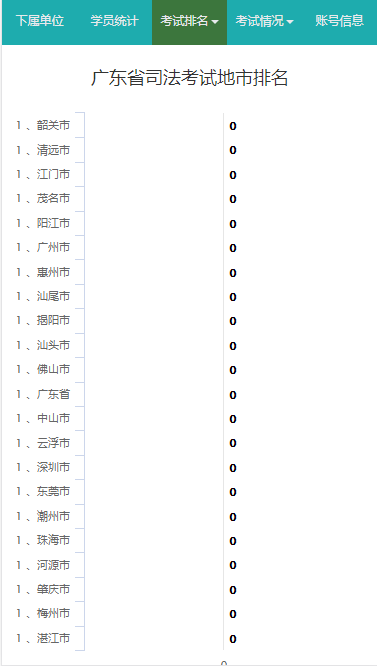 下属单位 学员统计 考试排名 考试情况 账号信息
广东省司法考试地市排名
1 、韶关市 0
1 、清远市 0
1 、江门市 0
1 、茂名市 0
1 、阳江市 0
1 、广州市 0
1 、惠州市 0
1 、汕尾市 0
1 、揭阳市 0
1 、汕头市 0
1 、佛山市 0
1 、广东省 0
1 、中山市 0
1 、云浮市 0
1 、深圳市 0
1 、东莞市 0
1 、潮州市 0
1 、珠海市 0
1 、河源市 0
1 、肇庆市 0
1 、梅州市 0
1 、湛江市 0
0